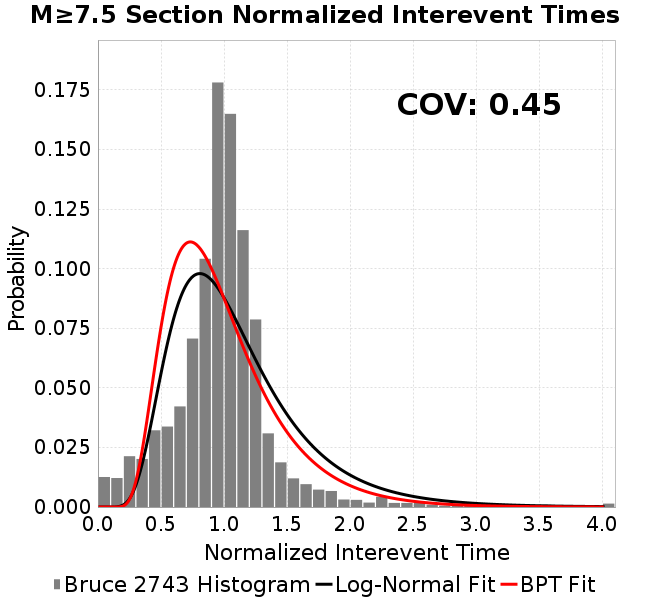 M≥7.5 Section Normalized Interevent Times
COV: 0.45
Probability
0.175
0.150
0.125
0.100
0.075
0.050
0.025
0.000
0.0 0.5 1.0 1.5 2.0 2.5 3.0 3.5 4.0
Normalized Interevent Time
Bruce 2743 Histogram Log-Normal Fit BPT Fit